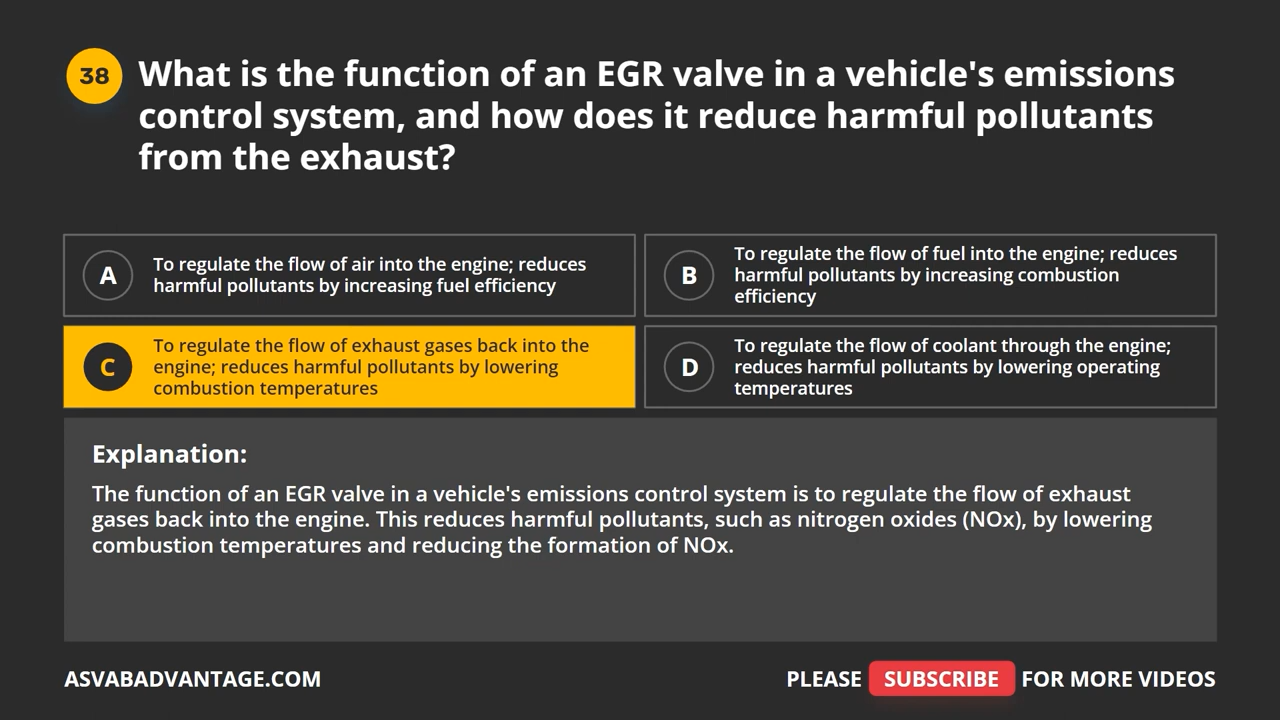 38
What is the function of an EGR valve in a vehicle's emissions
control system, and how does it reduce harmful pollutants
from the exhaust?
A
To regulate the flow of air into the engine; reduces
harmful pollutants by increasing fuel efficiency
B
To regulate the flow of fuel into the engine; reduces
harmful pollutants by increasing combustion
efficiency
C
To regulate the flow of exhaust gases back into the
engine; reduces harmful pollutants by lowering
combustion temperatures
D
To regulate the flow of coolant through the engine;
reduces harmful pollutants by lowering operating
temperatures
Explanation:
The function of an EGR valve in a vehicle's emissions control system is to regulate the flow of exhaust
gases back into the engine. This reduces harmful pollutants, such as nitrogen oxides (NOx), by lowering
combustion temperatures and reducing the formation of NOx.
ASVABADVANTAGE.COM
PLEASE SUBSCRIBE FOR MORE VIDEOS